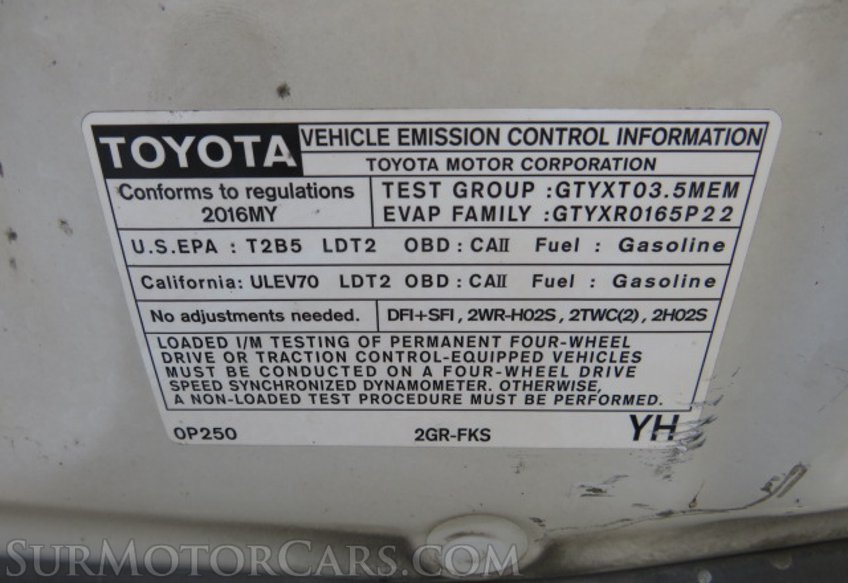 TOYOTA VEHICLE EMISSION CONTROL INFORMATION
TOYOTA MOTOR CORPORATION
Conforms to regulations
2016MY
TEST GROUP :GTYXT03.5MEM
EVAP FAMILY :GTYXR0165P22
U.S.EPA : T2B5 LDT2 OBD : CAII Fuel : Gasoline
California: ULEV70 LDT2 OBD: CAII Fuel : Gasoline
No adjustments needed. DFI+SFI, 2WR-HO2S, 2TWC(2), 2HO2S
LOADED I/M TESTING OF PERMANENT FOUR-WHEEL
DRIVE OR TRACTION CONTROL-EQUIPPED VEHICLES
MUST BE CONDUCTED ON A FOUR-WHEEL DRIVE
SPEED SYNCHRONIZED DYNAMOMETER. OTHERWISE,
A NON-LOADED TEST PROCEDURE MUST BE PERFORMED.
0P250 2GR-FKS YH
SURMOTORCARS.COM